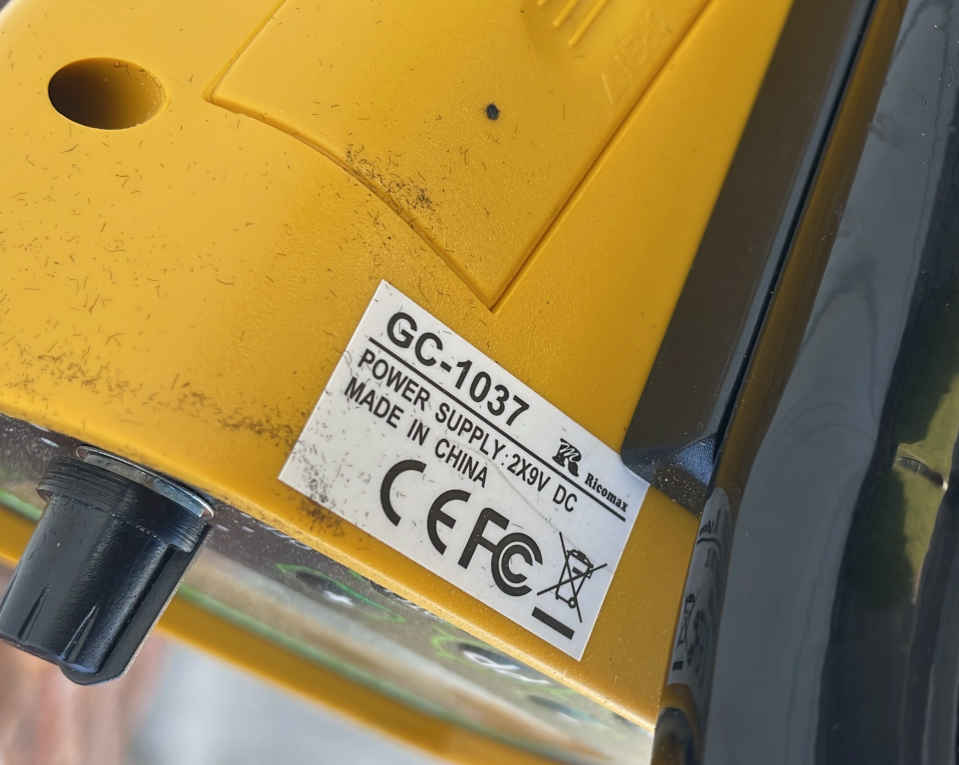 GC-1037
POWER SUPPLY:2X9V DC
MADE IN CHINA
R Ricomax
CE FC